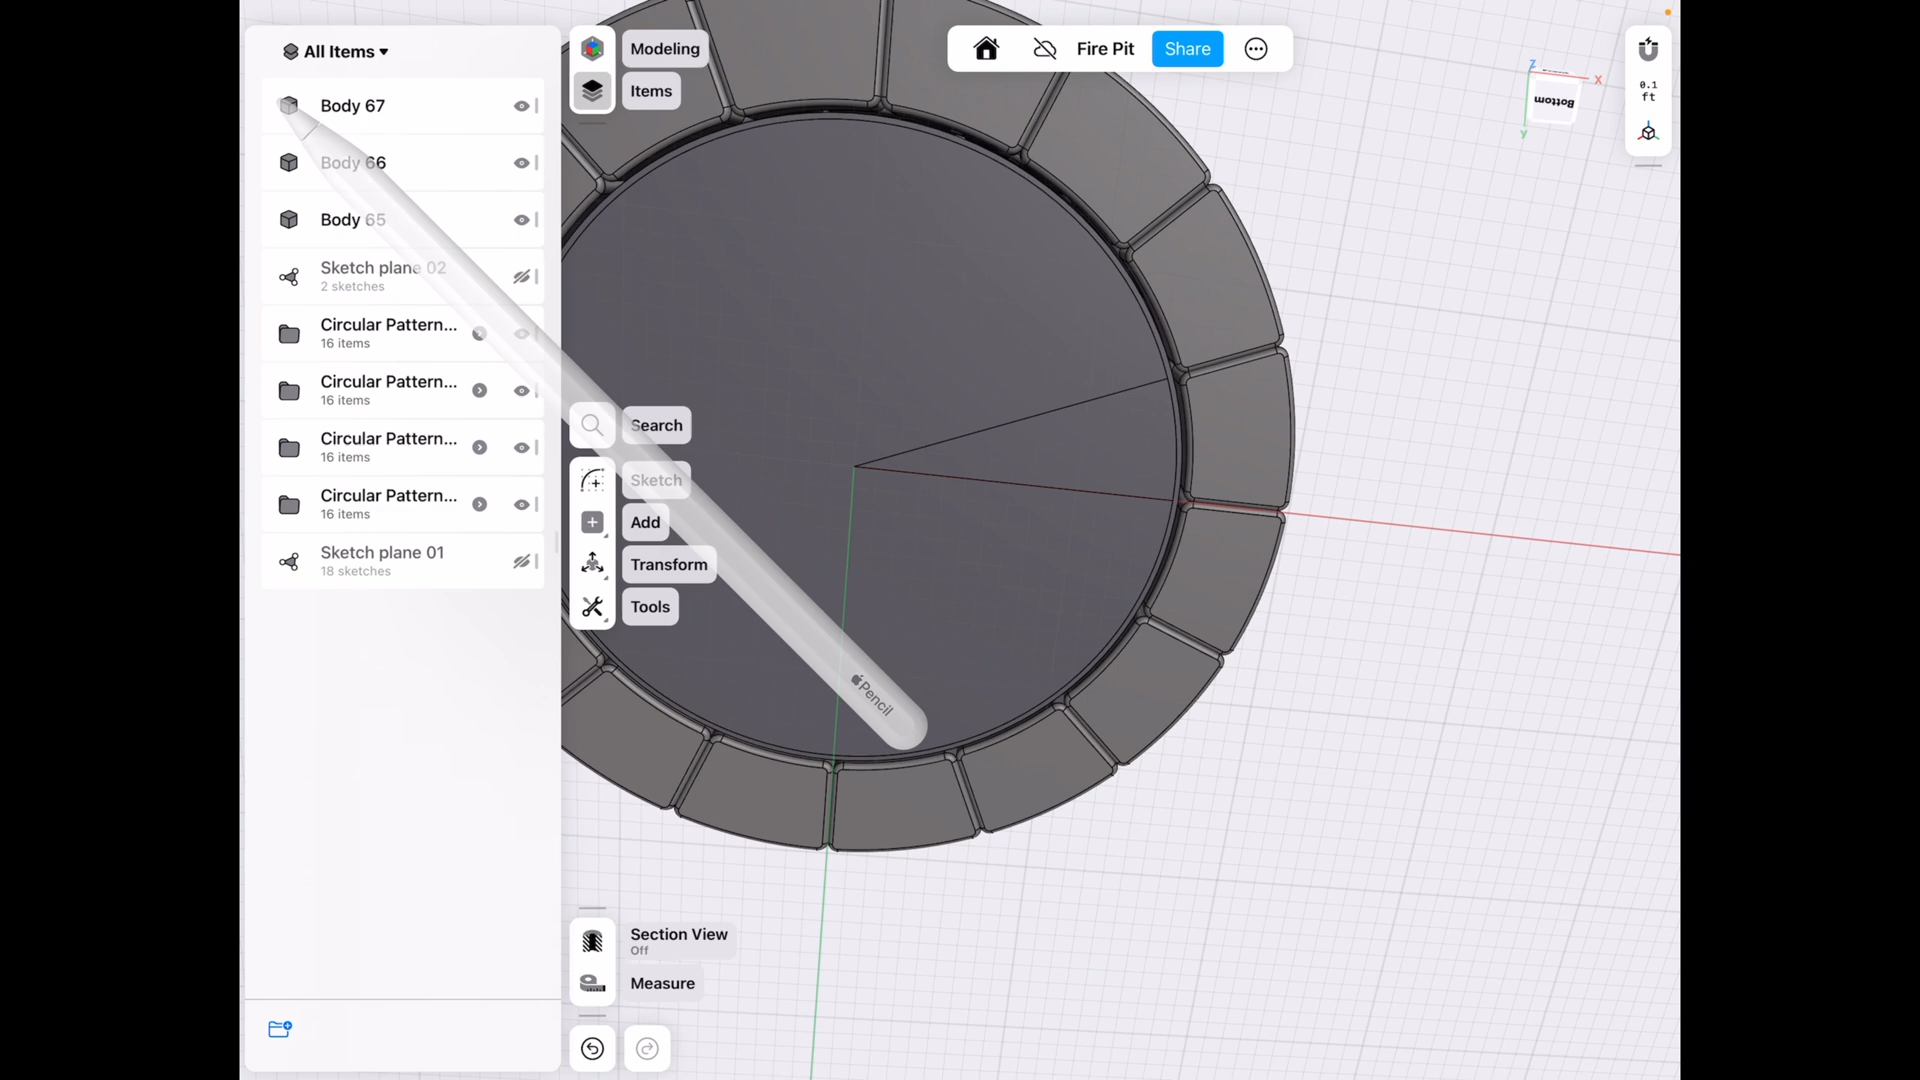 All Items
Body 67
Body 66
Body 65
Sketch plane 02
2 sketches
Circular Pattern...
16 items
Circular Pattern...
16 items
Circular Pattern...
16 items
Circular Pattern...
16 items
Sketch plane 01
18 sketches
Modeling
Items
Search
Sketch
Add
Transform
Tools
Pencil
Section View
Off
Measure
Fire Pit
Share
Z
X
Bottom
y
0.1
ft